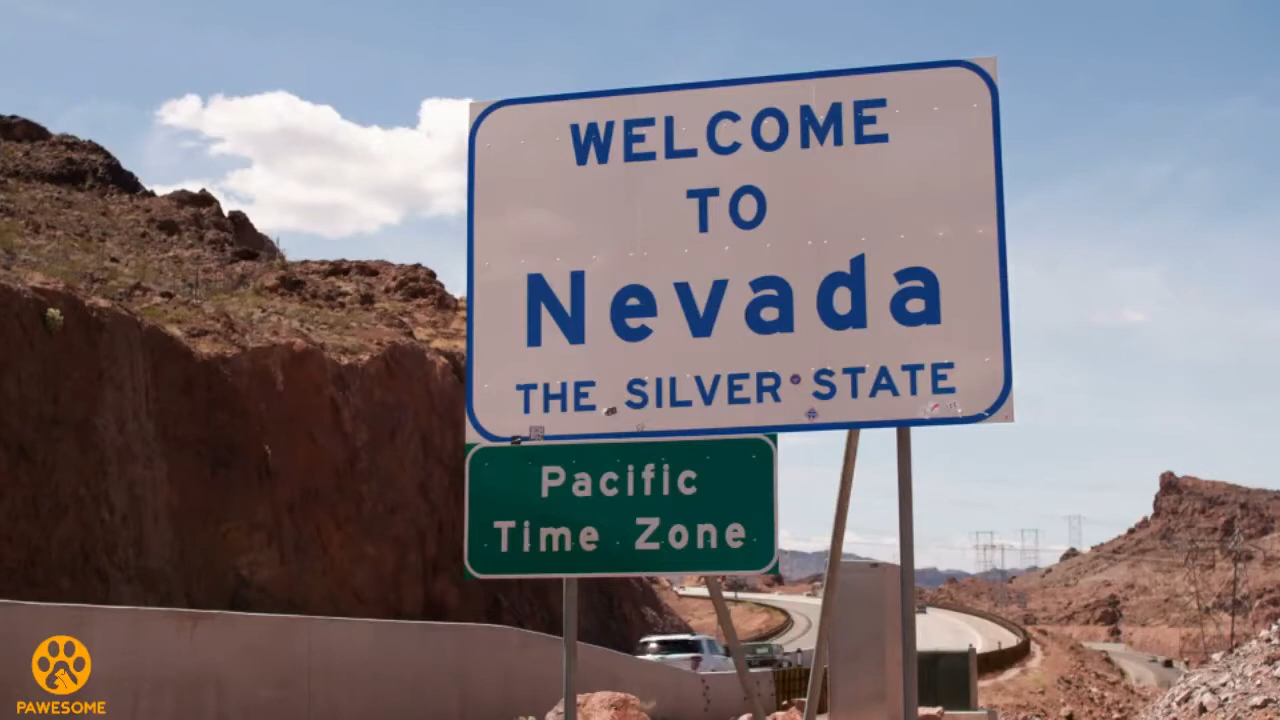 WELCOME
TO
Nevada
THE SILVER STATE
Pacific
Time Zone
PAWESOME